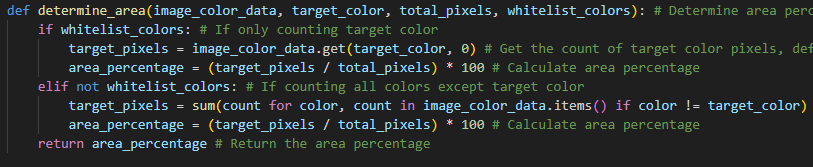 def determine_area(image_color_data, target_color, total_pixels, whitelist_colors): # Determine area perc
    if whitelist_colors: # If only counting target color
        target_pixels = image_color_data.get(target_color, 0) # Get the count of target color pixels, def
        area_percentage = (target_pixels / total_pixels) * 100 # Calculate area percentage
    elif not whitelist_colors: # If counting all colors except target color
        target_pixels = sum(count for color, count in image_color_data.items() if color != target_color)
        area_percentage = (target_pixels / total_pixels) * 100 # Calculate area percentage
    return area_percentage # Return the area percentage